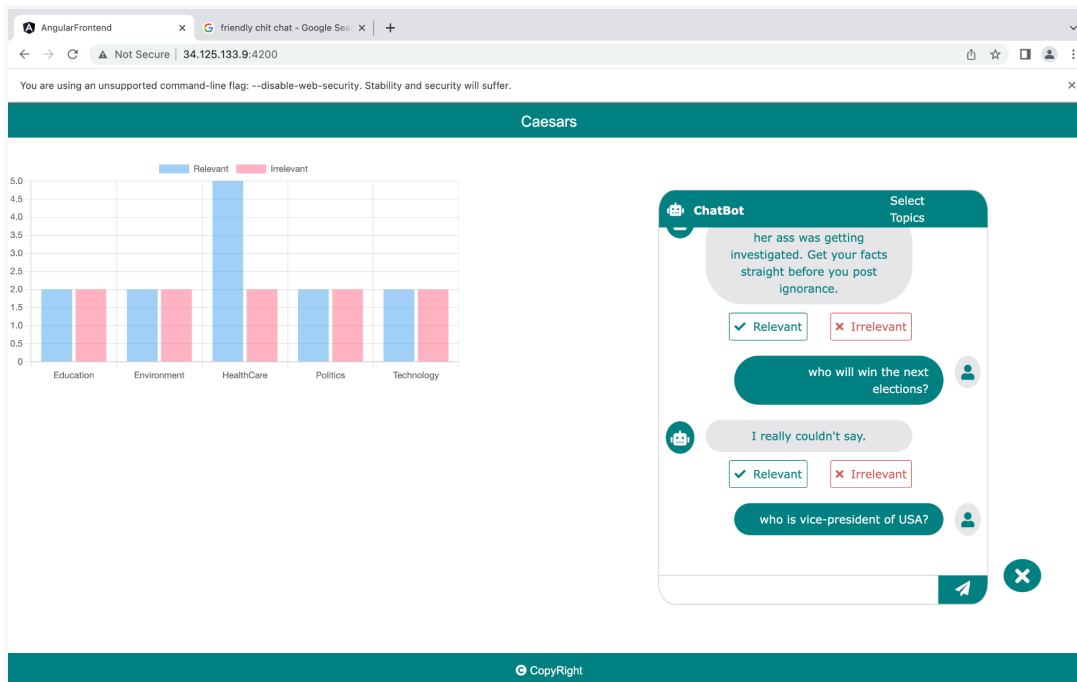 AngularFrontend
friendly chit chat - Google Sea
Not Secure
34.125.133.9:4200
You are using an unsupported command-line flag: --disable-web-security. Stability and security will suffer.
Caesars
Relevant
Irrelevant
5.0
4.5
4.0
3.5
3.0
2.5
2.0
1.5
1.0
0.5
0
Education
Environment
HealthCare
Politics
Technology
ChatBot
Select
Topics
her ass was getting
investigated. Get your facts
straight before you post
ignorance.
Relevant
Irrelevant
who will win the next
elections?
I really couldn't say.
Relevant
Irrelevant
who is vice-president of USA?
CopyRight